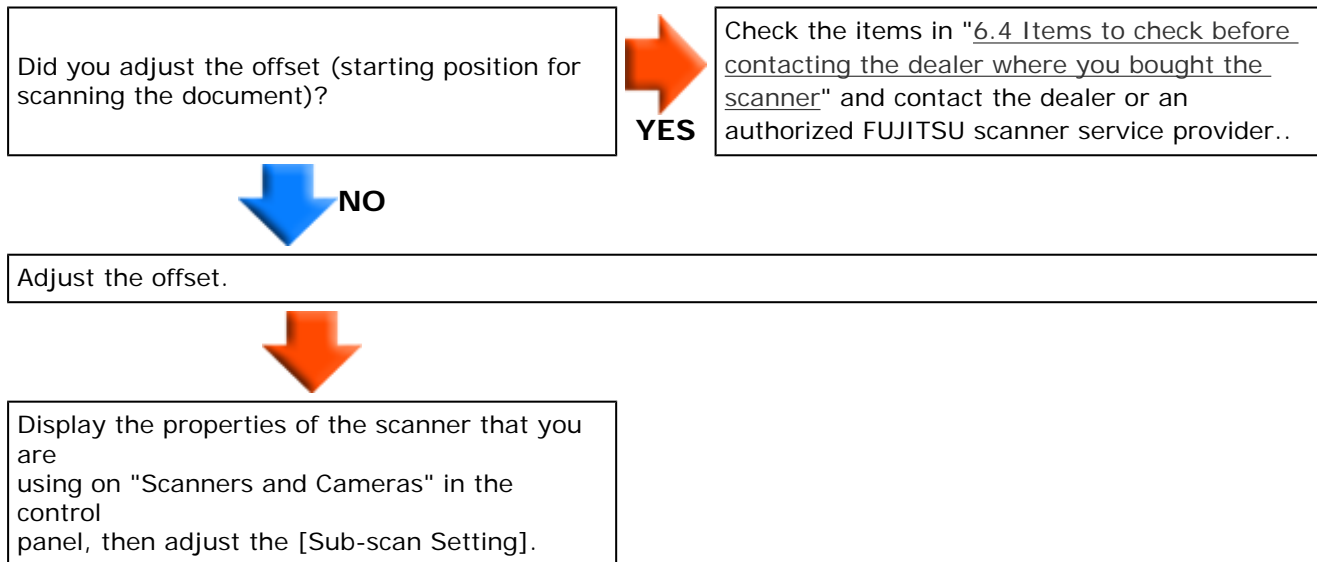 Did you adjust the offset (starting position for
scanning the document)?
YES
Check the items in "6.4 Items to check before
contacting the dealer where you bought the
scanner" and contact the dealer or an
authorized FUJITSU scanner service provider..
NO
Adjust the offset.
Display the properties of the scanner that you
are
using on "Scanners and Cameras" in the
control
panel, then adjust the [Sub-scan Setting].